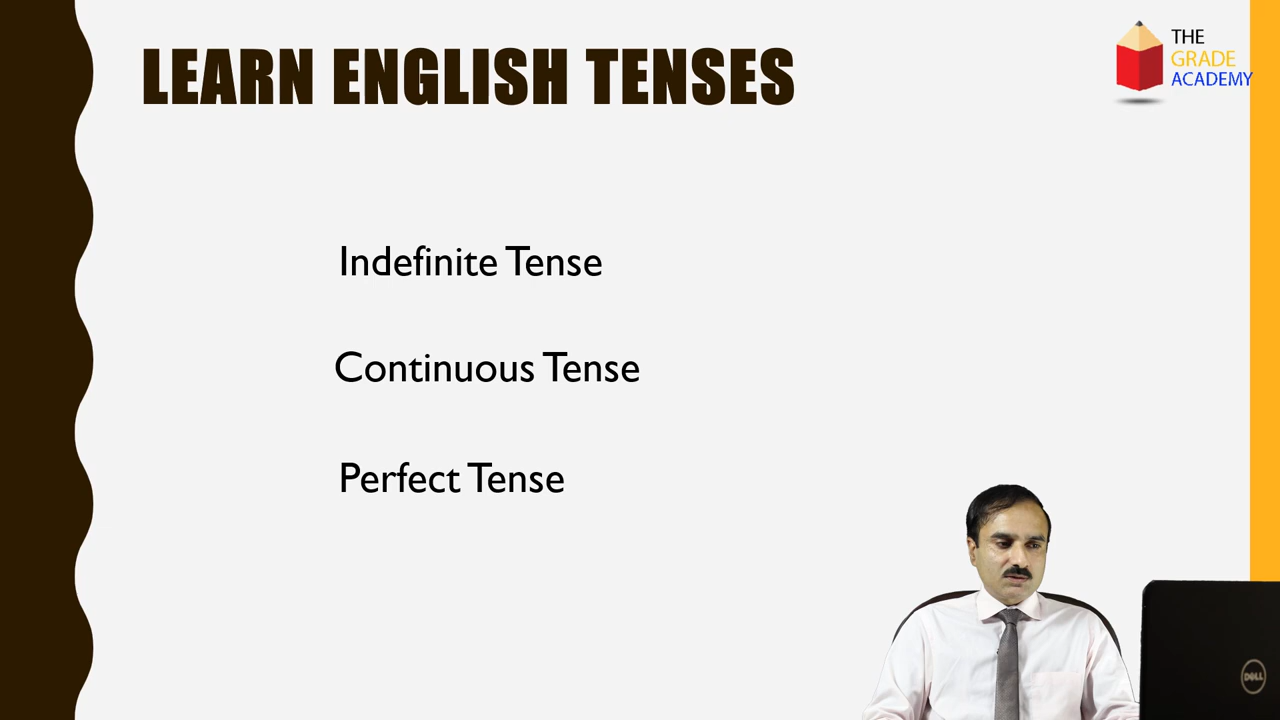 LEARN ENGLISH TENSES
THE
GRADE
ACADEMY
Indefinite Tense
Continuous Tense
Perfect Tense
DELL